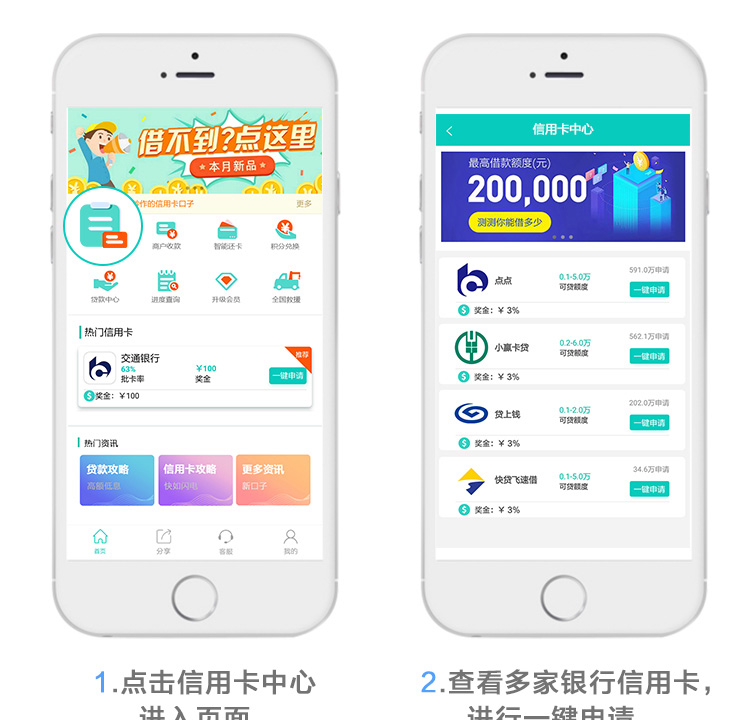 借不到?点这里
本月新品
作的信用卡口子
更多
商户收款
智能还卡
积分兑换
贷款中心
进度查询
升级会员
全国救援
热门信用卡
推荐
交通银行
63%
批卡率
￥100
奖金
一键申请
奖金：￥100
热门资讯
贷款攻略
高额低息
信用卡攻略
快如闪电
更多资讯
新口子
首页
分享
客服
我的
1.点击信用卡中心
进入页面
信用卡中心
最高借款额度(元)
200,000
测测你能借多少
点点
0.1-5.0万
可贷额度
591.0万申请
一键申请
奖金：￥ 3%
小赢卡贷
0.2-6.0万
可贷额度
562.1万申请
一键申请
奖金：￥ 3%
贷上钱
0.1-2.0万
可贷额度
202.0万申请
一键申请
奖金：￥ 3%
快贷飞速借
0.1-5.0万
可贷额度
34.6万申请
一键申请
奖金：￥ 3%
2.查看多家银行信用卡，
进行一键申请